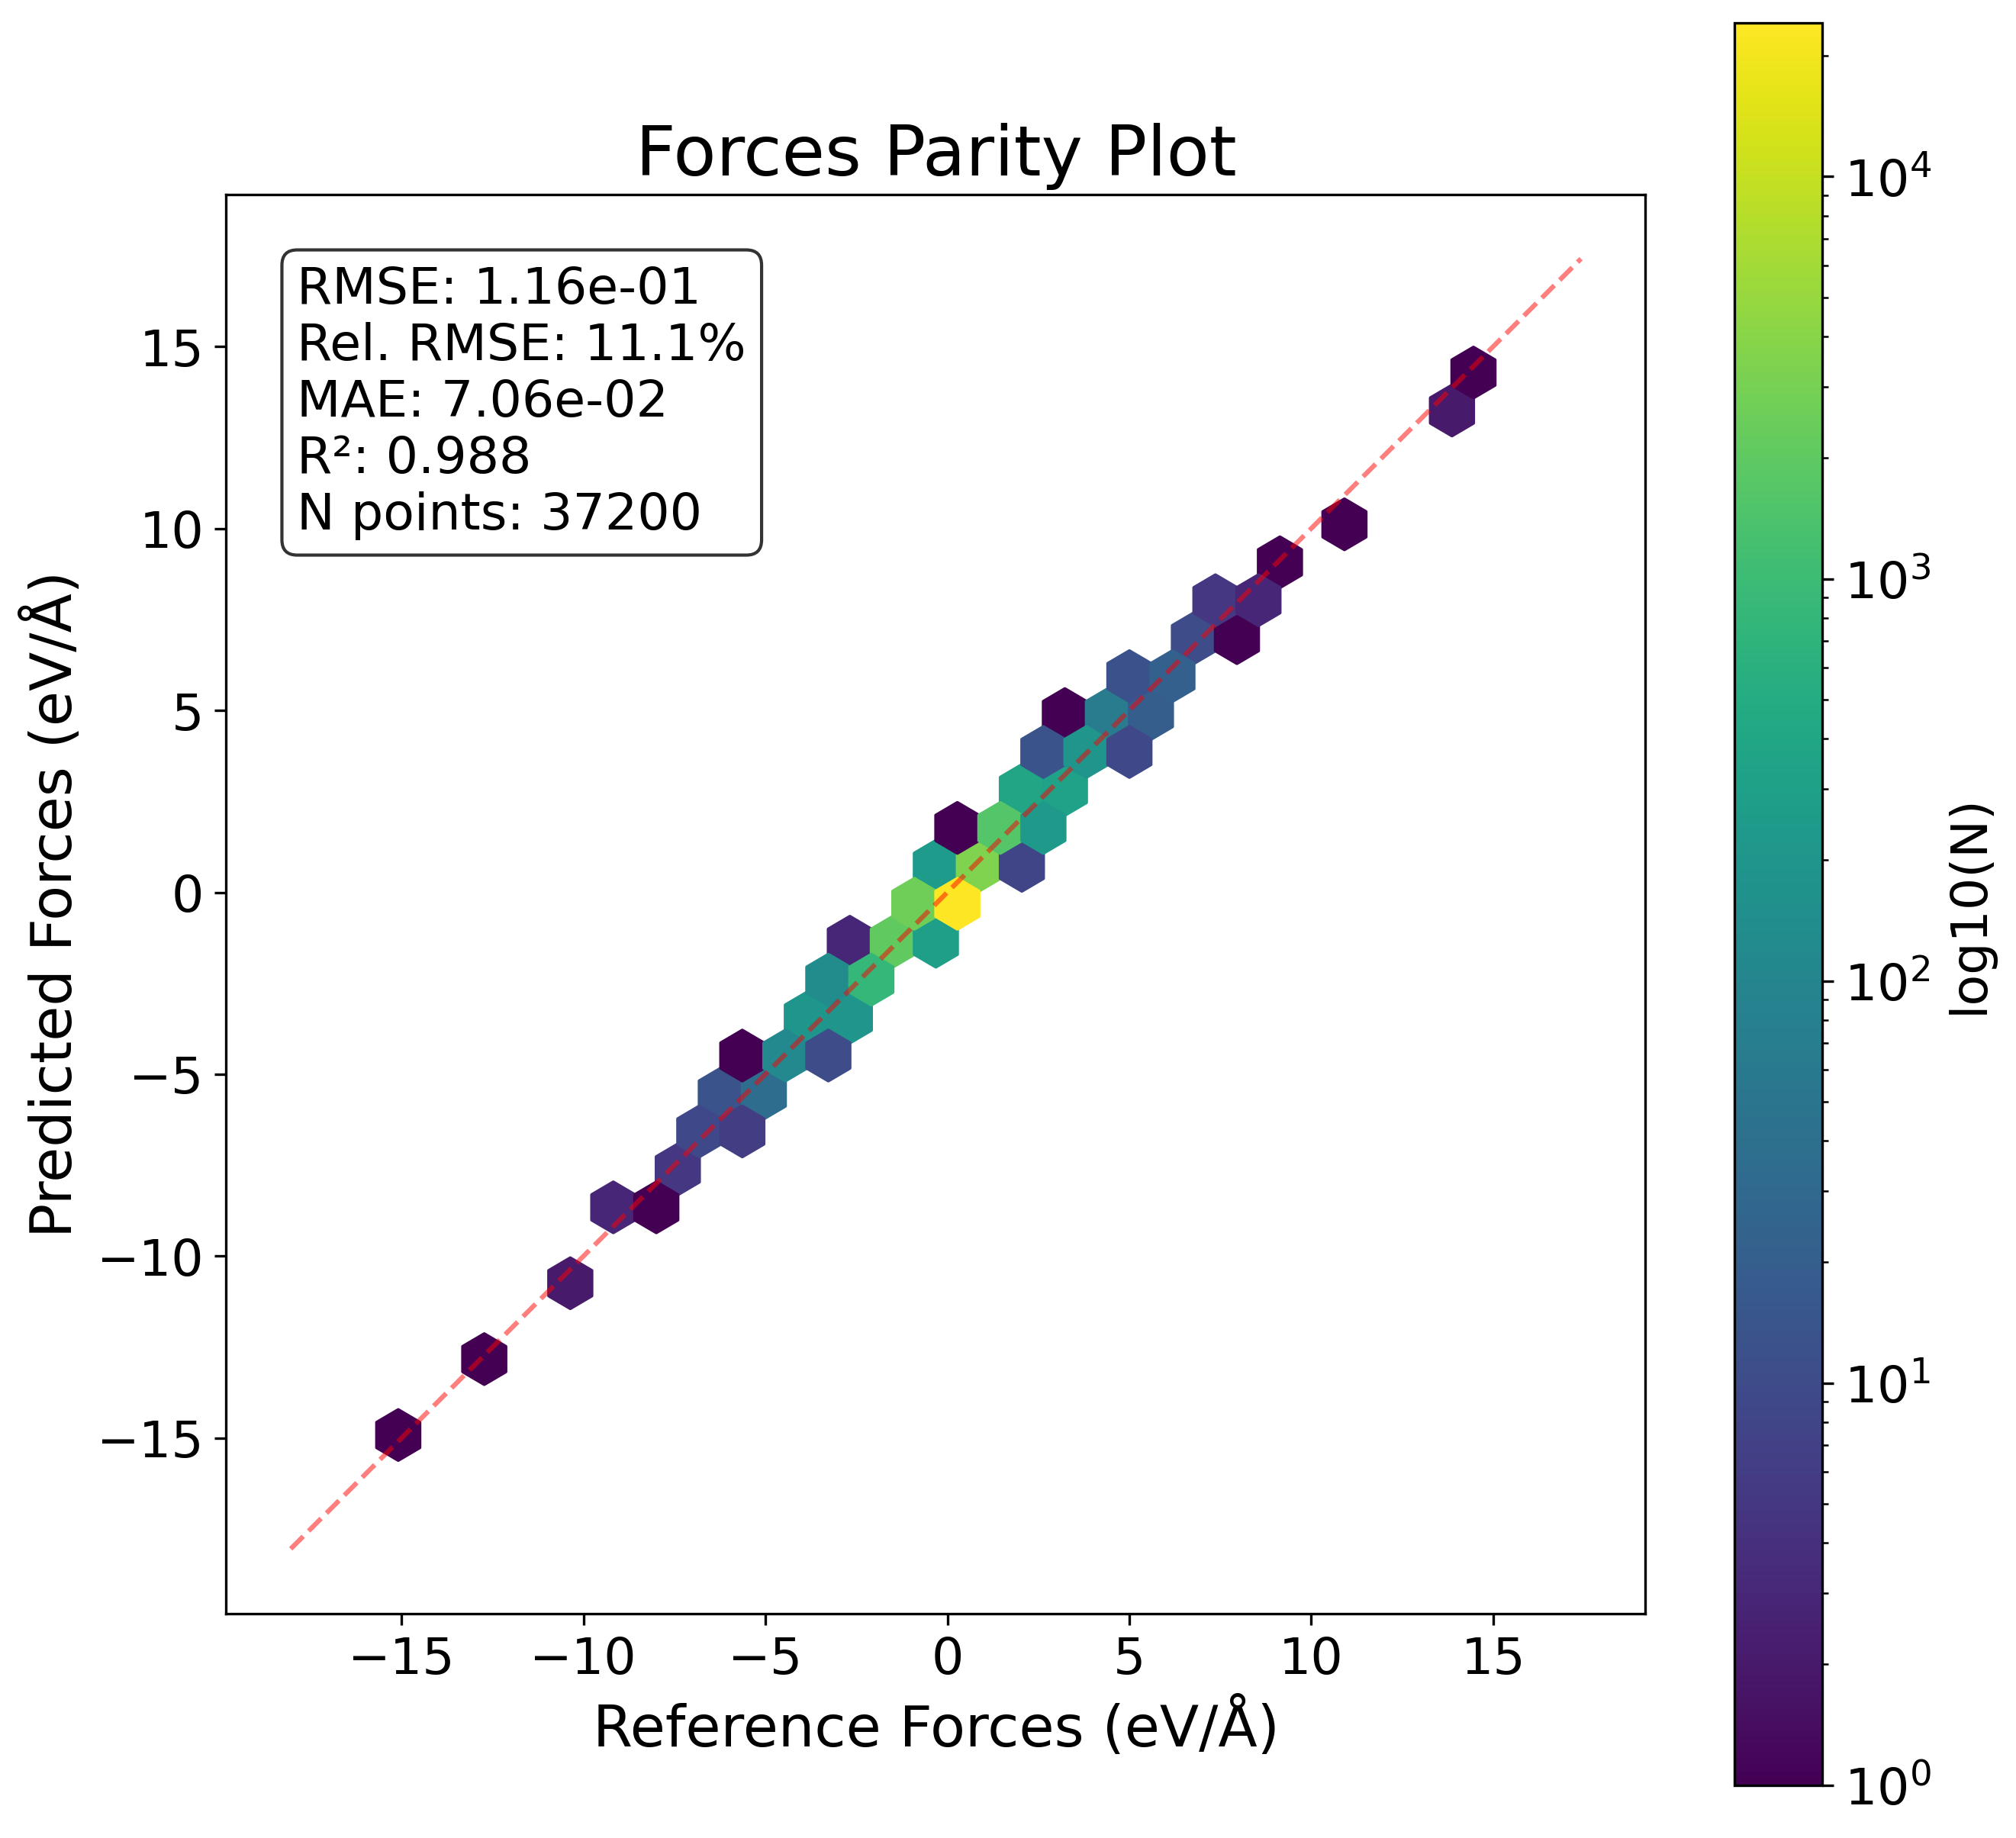 Forces Parity Plot
RMSE: 1.16e-01
Rel. RMSE: 11.1%
MAE: 7.06e-02
R²: 0.988
N points: 37200
Predicted Forces (eV/Å)
15
10
5
0
−5
−10
−15
−15 −10 −5 0 5 10 15
Reference Forces (eV/Å)
10⁴
10³
10²
10¹
10⁰
log10(N)